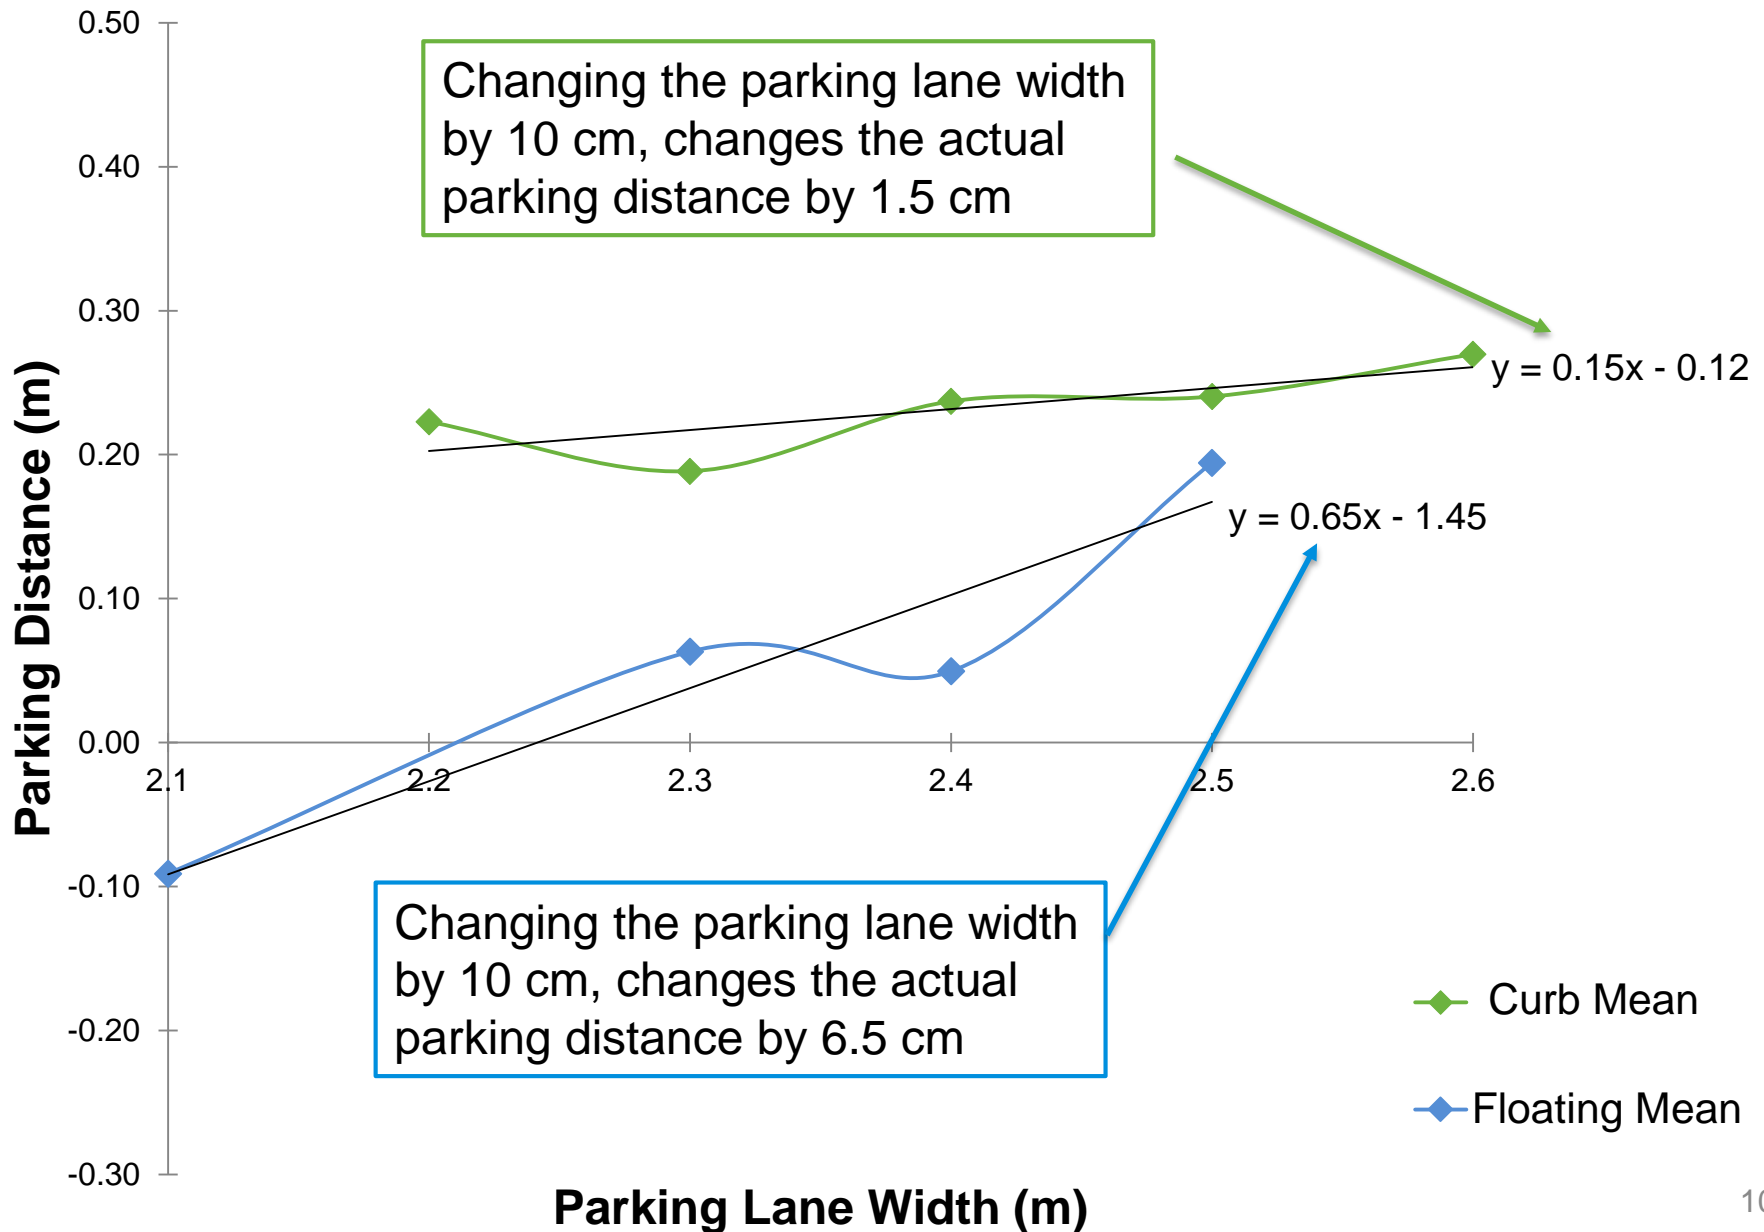 0.50
Changing the parking lane width
by 10 cm, changes the actual
parking distance by 1.5 cm
0.40
0.30
y = 0.15x - 0.12
0.20
y = 0.65x - 1.45
0.10
0.00
2.1 2.2 2.3 2.4 2.5 2.6
-0.10
Changing the parking lane width
by 10 cm, changes the actual
parking distance by 6.5 cm
-0.20
-0.30
Parking Distance (m)
Curb Mean
Floating Mean
Parking Lane Width (m)